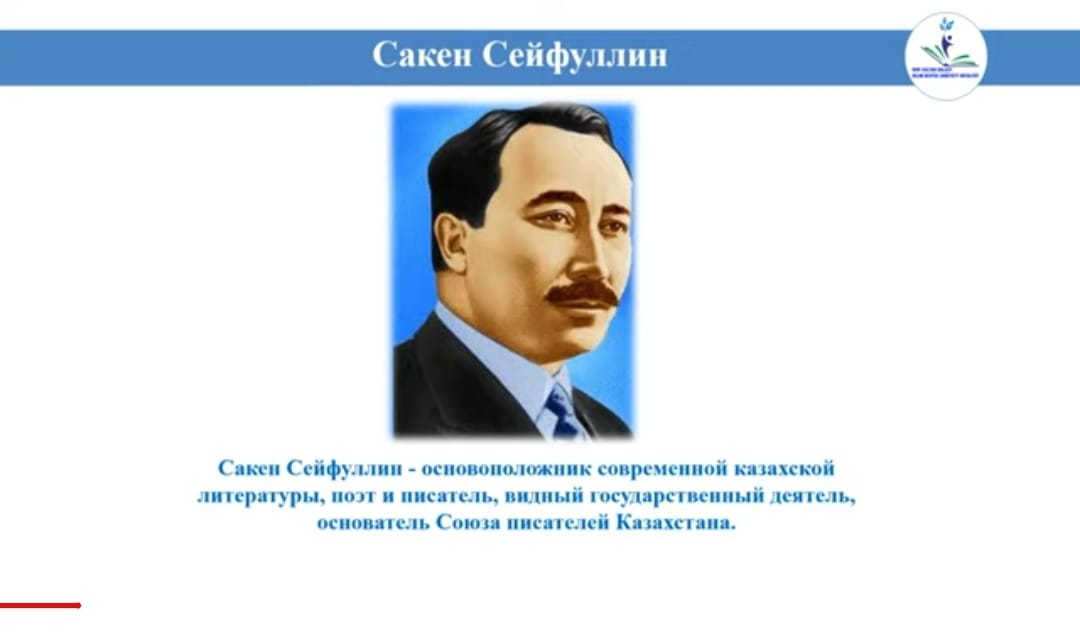 Сакен Сейфуллин
Сакен Сейфуллин - основоположник современной казахской
литературы, поэт и писатель, видный государственный деятель,
основатель Союза писателей Казахстана.